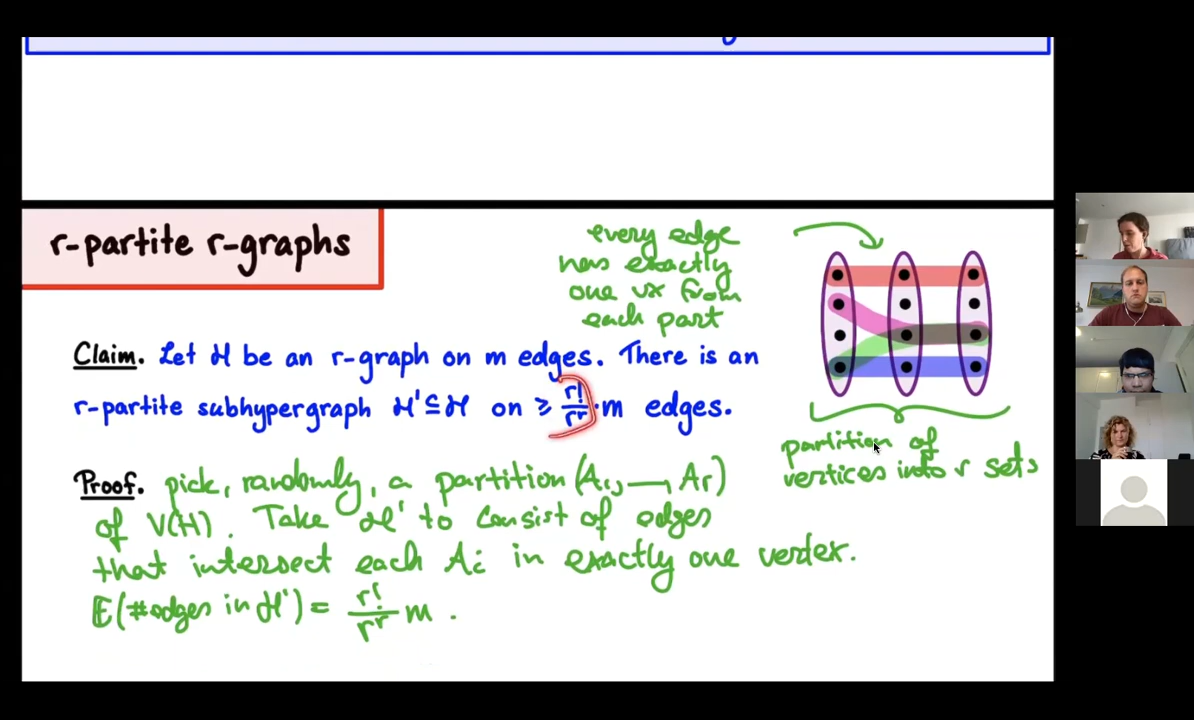 r-partite r-graphs
every edge
has exactly
one vx from
each part
Claim. Let H be an r-graph on m edges. There is an
r-partite subhypergraph H' ⊆ H on ≥ r!/r^r · m edges.
partition of
vertices into r sets
Proof. pick, randomly, a partition (A₁, —, Aᵣ)
of V(H). Take H' to consist of edges
that intersect each Ai in exactly one vertex.
𝔼(#edges in H') = r!/r^r m.